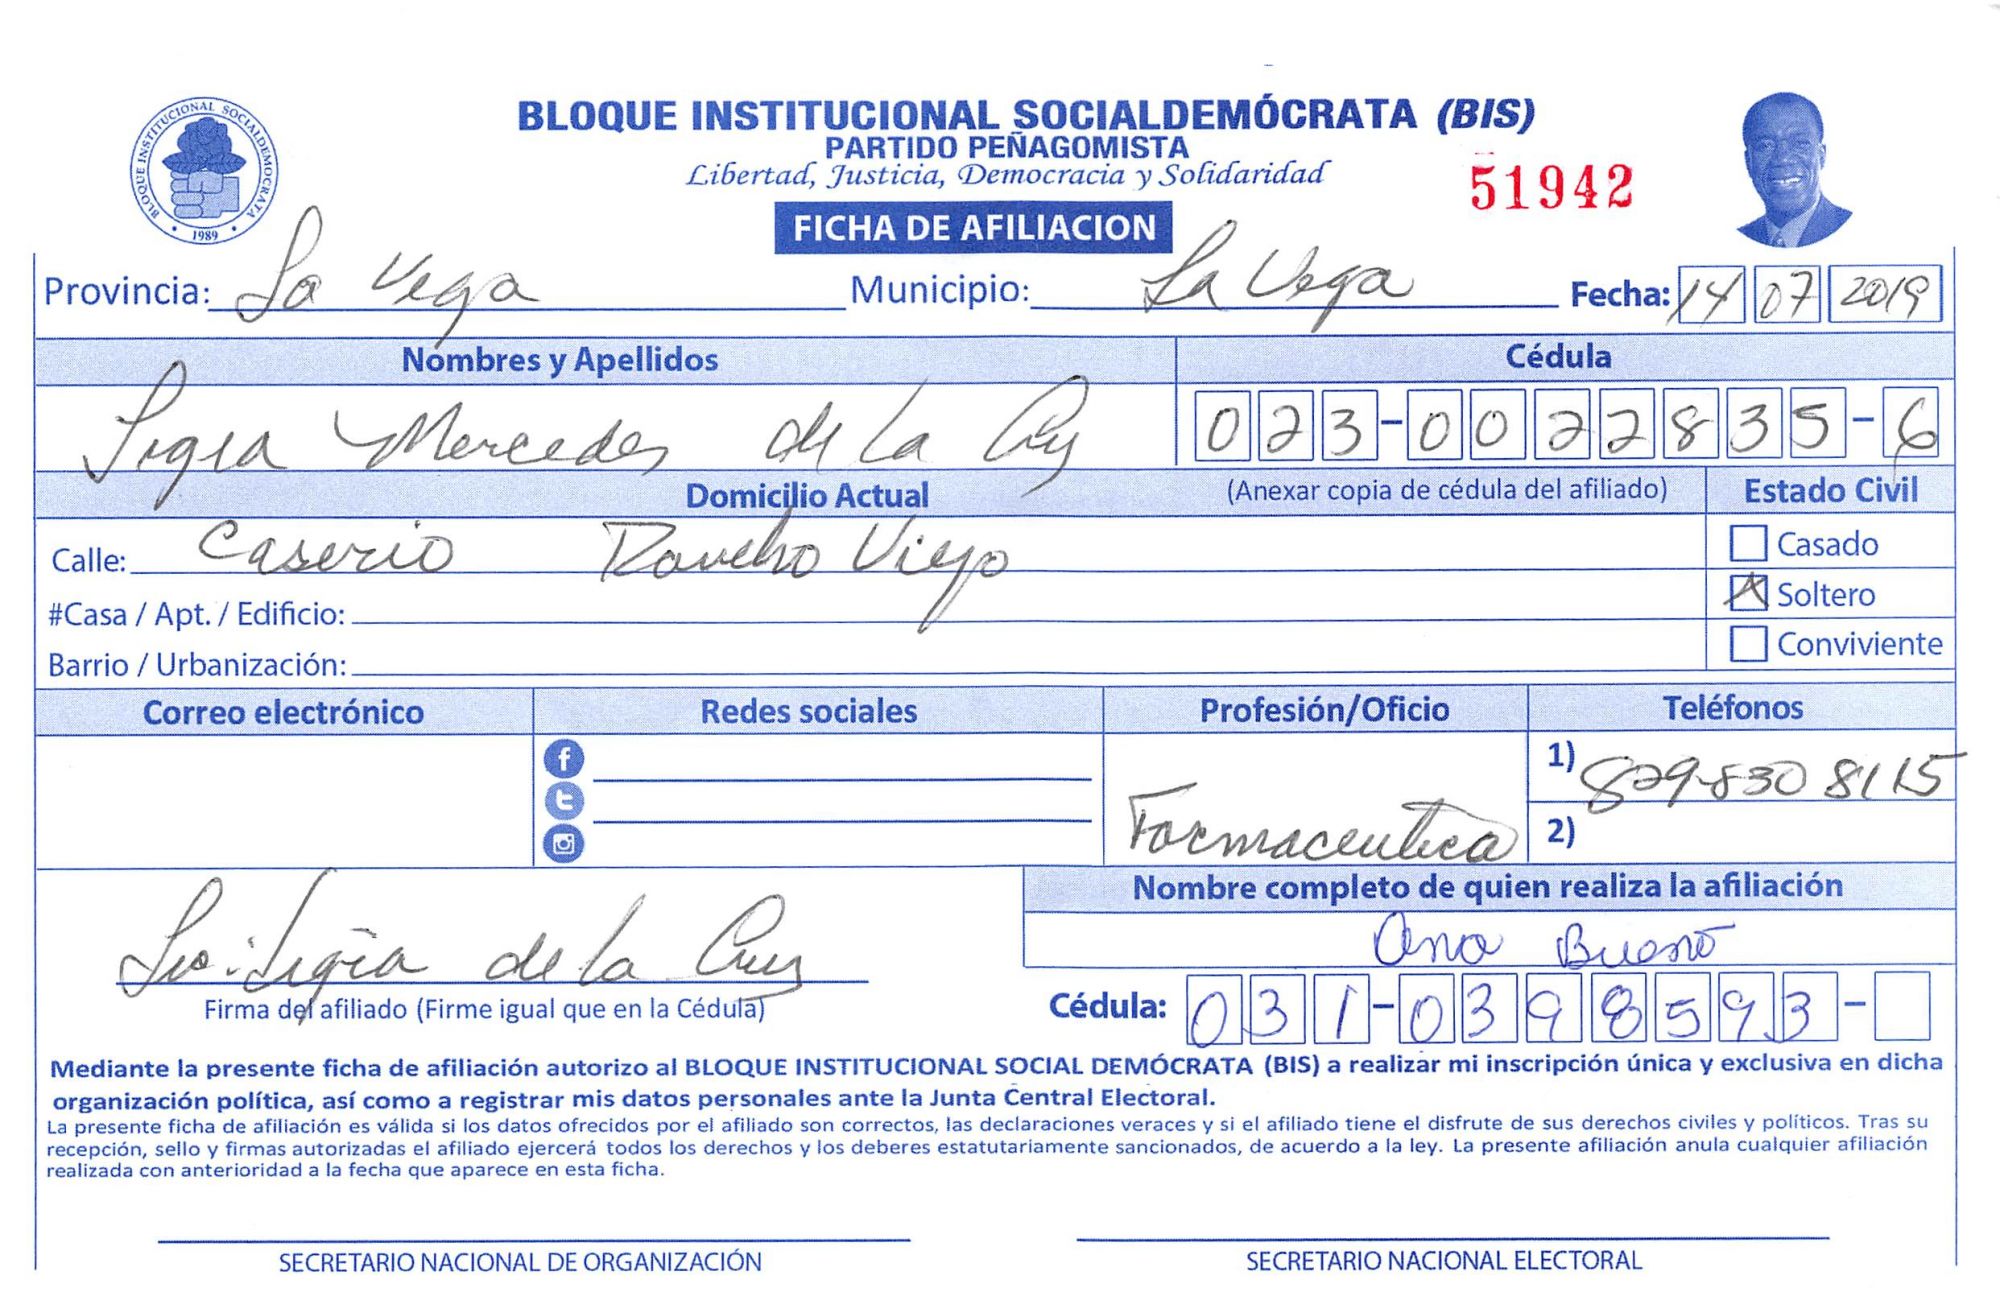 BLOQUE INSTITUCIONAL SOCIALDEMOCRATA
1989
BLOQUE INSTITUCIONAL SOCIALDEMÓCRATA (BIS)
PARTIDO PEÑAGOMISTA
Libertad, Justicia, Democracia y Solidaridad
51942
FICHA DE AFILIACION
Provincia: La Vega Municipio: La Vega Fecha: 14 07 2019
Nombres y Apellidos Cédula
Ligia Mercedes de La Cruz 023-0022835-6
Domicilio Actual (Anexar copia de cédula del afiliado) Estado Civil
Calle: Caserio Rancho Viejo Casado
#Casa / Apt. / Edificio: X Soltero
Barrio / Urbanización: Conviviente
Correo electrónico Redes sociales Profesión/Oficio Teléfonos
1) 829-830 8115
Farmaceutica 2)
Nombre completo de quien realiza la afiliación
Lic. Ligia de la Cruz Ana Bueno
Firma del afiliado (Firme igual que en la Cédula) Cédula: 031-0398593-
Mediante la presente ficha de afiliación autorizo al BLOQUE INSTITUCIONAL SOCIAL DEMÓCRATA (BIS) a realizar mi inscripción única y exclusiva en dicha
organización política, así como a registrar mis datos personales ante la Junta Central Electoral.
La presente ficha de afiliación es válida si los datos ofrecidos por el afiliado son correctos, las declaraciones veraces y si el afiliado tiene el disfrute de sus derechos civiles y políticos. Tras su
recepción, sello y firmas autorizadas el afiliado ejercerá todos los derechos y los deberes estatutariamente sancionados, de acuerdo a la ley. La presente afiliación anula cualquier afiliación
realizada con anterioridad a la fecha que aparece en esta ficha.
SECRETARIO NACIONAL DE ORGANIZACIÓN SECRETARIO NACIONAL ELECTORAL